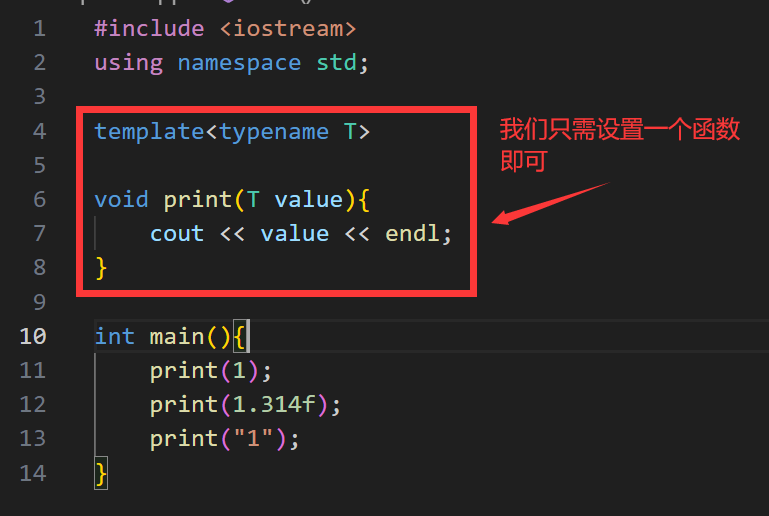 1 #include <iostream>
2 using namespace std;
3
4 template<typename T>
5
6 void print(T value){
7     cout << value << endl;
8 }
9
10 int main(){
11     print(1);
12     print(1.314f);
13     print("1");
14 }
我们只需设置一个函数
即可